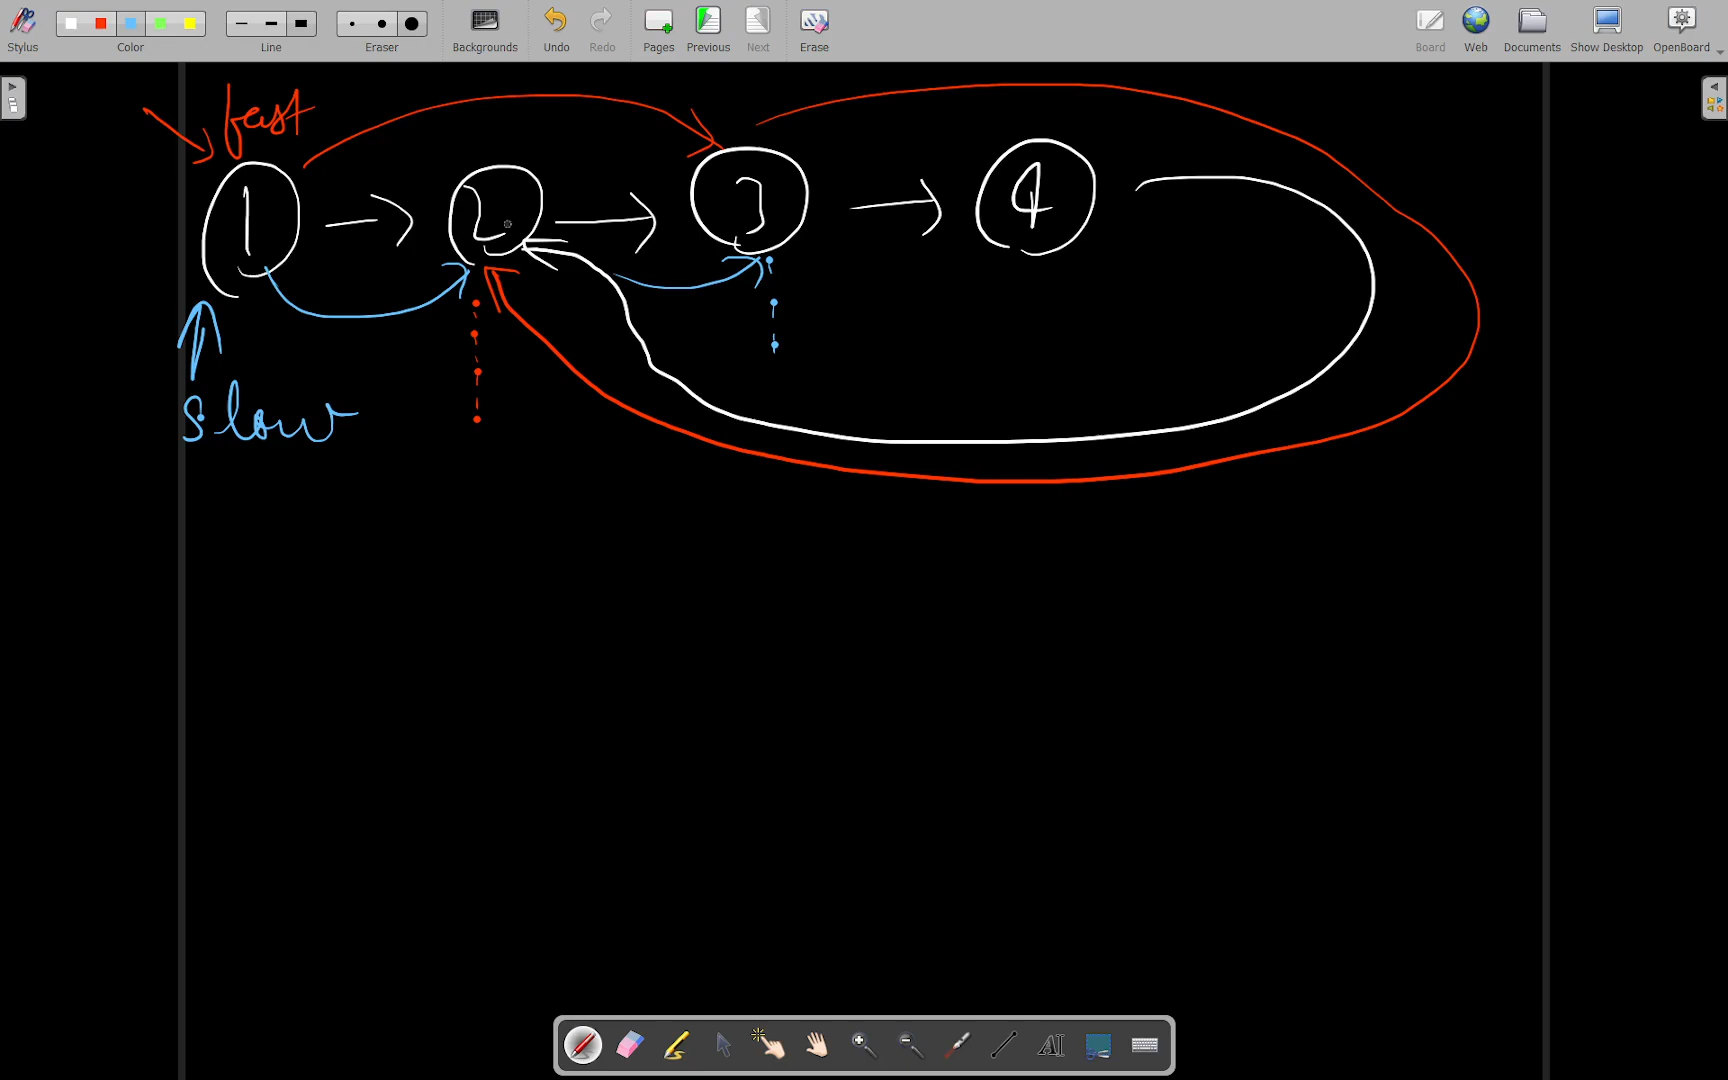 Stylus Color Line Eraser Backgrounds Undo Redo Pages Previous Next Erase Board Web Documents Show Desktop OpenBoard
fast
1 2 3 4
slow
AI